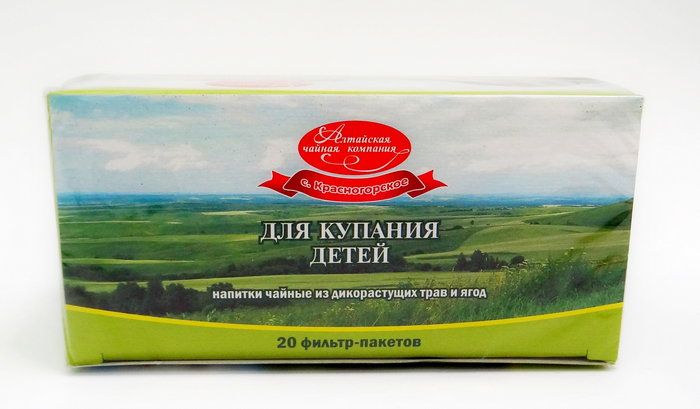 Алтайская
чайная компания
с. Красногорское
ДЛЯ КУПАНИЯ
ДЕТЕЙ
напитки чайные из дикорастущих трав и ягод
20 фильтр-пакетов